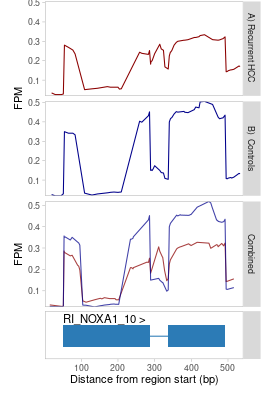 0.5
0.4
0.3
0.2
0.1
A) Recurrent HCC
0.5
0.4
0.3
0.2
0.1
B): Controls
0.5
0.4
0.3
0.2
0.1
Combined
FPM
FPM
RI_NOXA1_10 >
100
200
300
400
500
Distance from region start (bp)